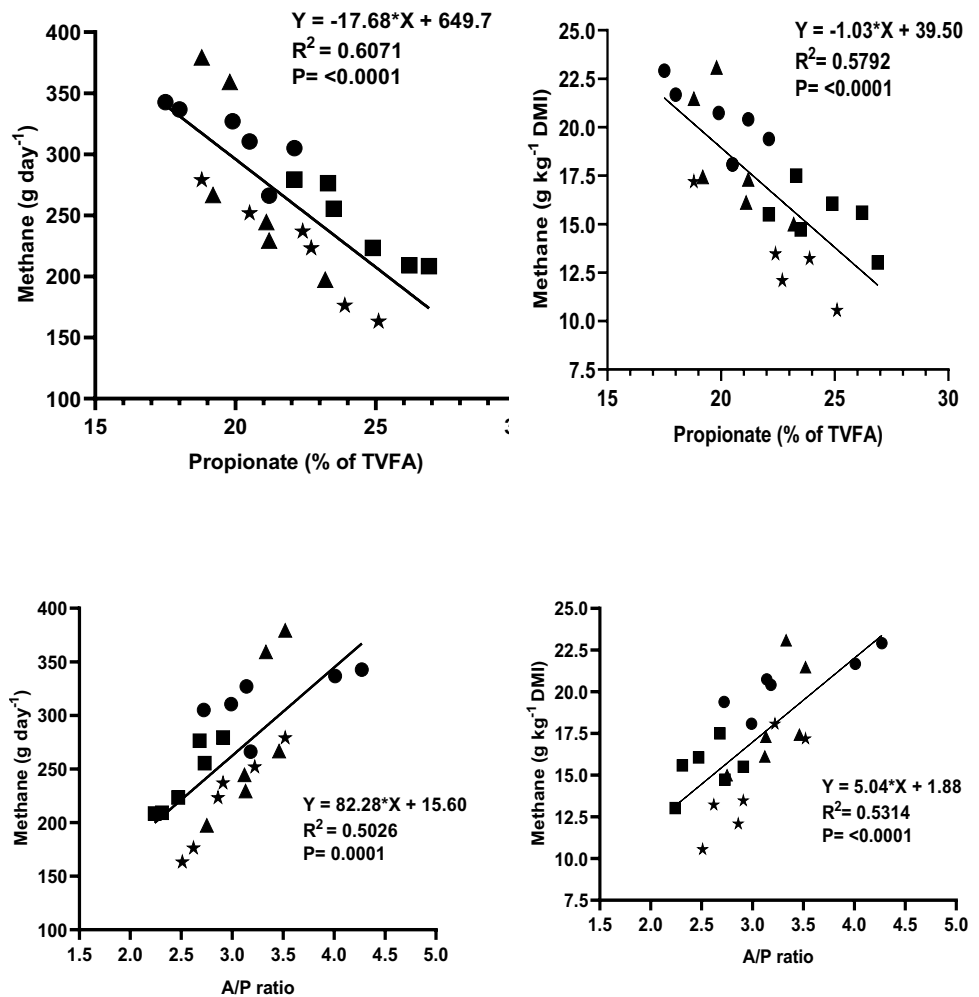 Y = -17.68*X + 649.7
R² = 0.6071
P= <0.0001
400
350
300
250
200
150
100
Methane (g day⁻¹)
15
20
25
Propionate (% of TVFA)
Y = -1.03*X + 39.50
R²= 0.5792
P= <0.0001
25.0
22.5
20.0
17.5
15.0
12.5
10.0
7.5
Methane (g kg⁻¹ DMI)
15
20
25
30
Propionate (% of TVFA)
400
350
300
250
200
150
100
Methane (g day⁻¹)
Y = 82.28*X + 15.60
R² = 0.5026
P= 0.0001
1.5
2.0
2.5
3.0
3.5
4.0
4.5
5.0
A/P ratio
25.0
22.5
20.0
17.5
15.0
12.5
10.0
7.5
Methane (g kg⁻¹ DMI)
Y = 5.04*X + 1.88
R² = 0.5314
P= <0.0001
1.5
2.0
2.5
3.0
3.5
4.0
4.5
5.0
A/P ratio